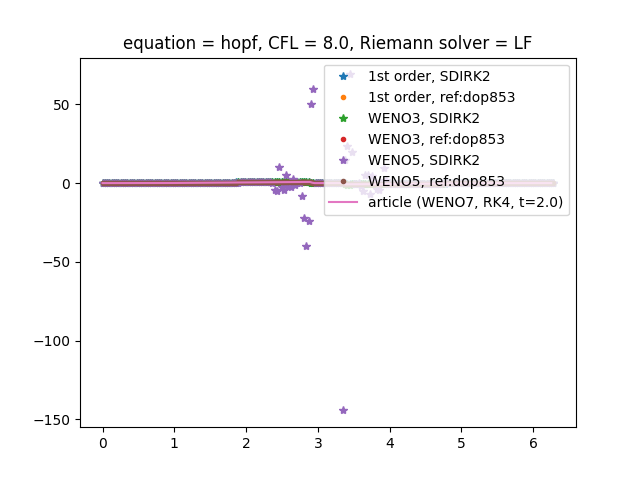 equation = hopf, CFL = 8.0, Riemann solver = LF
1st order, SDIRK2
1st order, ref:dop853
WENO3, SDIRK2
WENO3, ref:dop853
WENO5, SDIRK2
WENO5, ref:dop853
article (WENO7, RK4, t=2.0)
50
0
−50
−100
−150
0 1 2 3 4 5 6